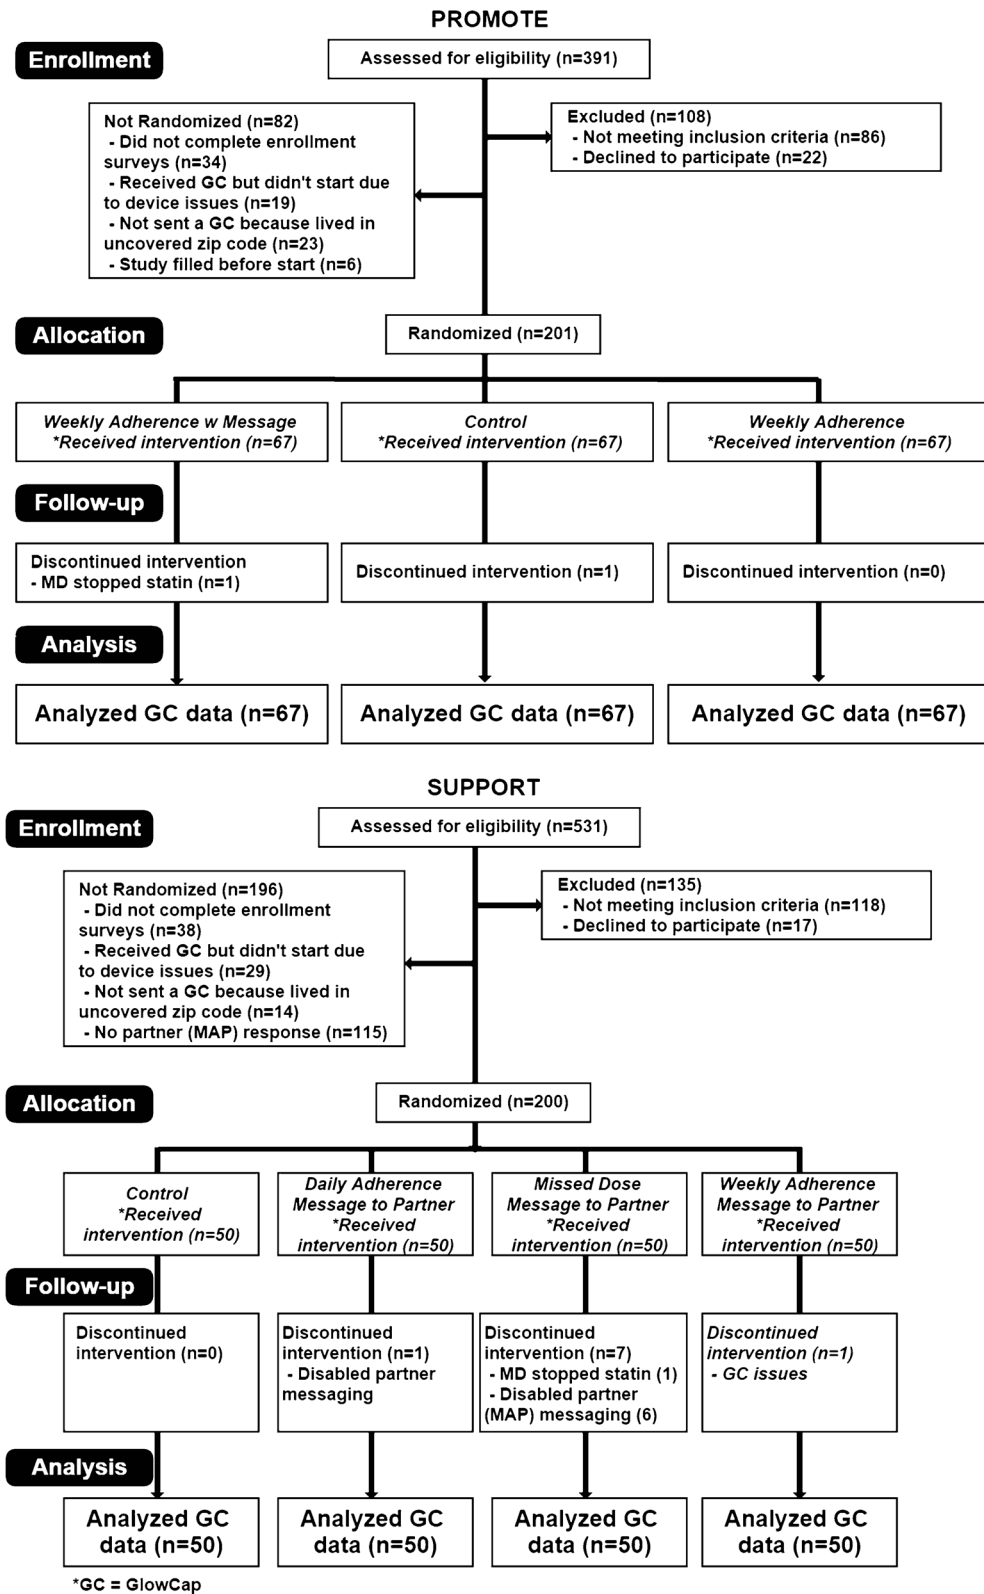 PROMOTE
Enrollment
Assessed for eligibility (n=391)
Not Randomized (n=82)
- Did not complete enrollment
surveys (n=34)
- Received GC but didn't start due
to device issues (n=19)
- Not sent a GC because lived in
uncovered zip code (n=23)
- Study filled before start (n=6)
Excluded (n=108)
- Not meeting inclusion criteria (n=86)
- Declined to participate (n=22)
Allocation
Randomized (n=201)
Weekly Adherence w Message
*Received intervention (n=67)
Control
*Received intervention (n=67)
Weekly Adherence
*Received intervention (n=67)
Follow-up
Discontinued intervention
- MD stopped statin (n=1)
Discontinued intervention (n=1)
Discontinued intervention (n=0)
Analysis
Analyzed GC data (n=67)
Analyzed GC data (n=67)
Analyzed GC data (n=67)
SUPPORT
Enrollment
Assessed for eligibility (n=531)
Not Randomized (n=196)
- Did not complete enrollment
surveys (n=38)
- Received GC but didn't start due
to device issues (n=29)
- Not sent a GC because lived in
uncovered zip code (n=14)
- No partner (MAP) response (n=115)
Excluded (n=135)
- Not meeting inclusion criteria (n=118)
- Declined to participate (n=17)
Allocation
Randomized (n=200)
Control
*Received
intervention (n=50)
Daily Adherence
Message to Partner
*Received
intervention (n=50)
Missed Dose
Message to Partner
*Received
intervention (n=50)
Weekly Adherence
Message to Partner
*Received
intervention (n=50)
Follow-up
Discontinued
intervention (n=0)
Discontinued
intervention (n=1)
- Disabled partner
messaging
Discontinued
intervention (n=7)
- MD stopped statin (1)
- Disabled partner
(MAP) messaging (6)
Discontinued
intervention (n=1)
- GC issues
Analysis
Analyzed GC
data (n=50)
Analyzed GC
data (n=50)
Analyzed GC
data (n=50)
Analyzed GC
data (n=50)
*GC = GlowCap